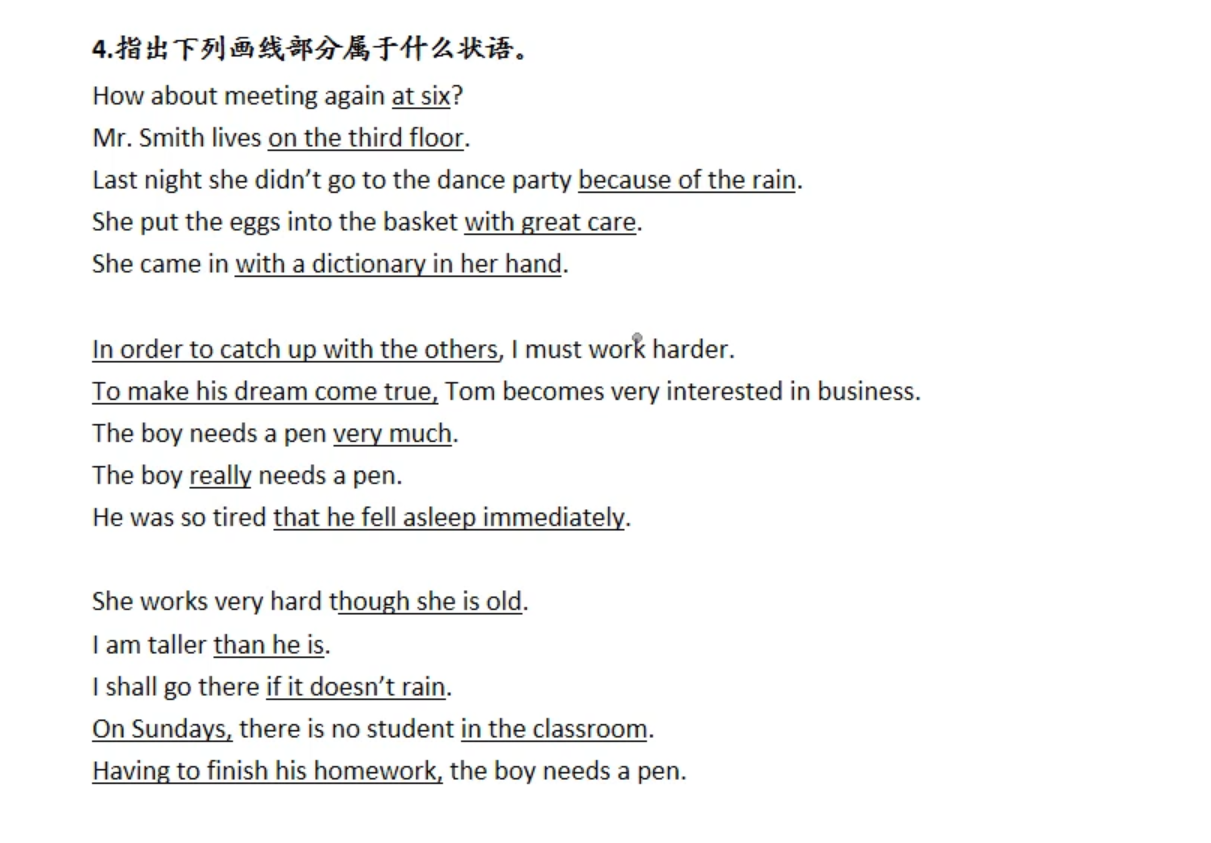 4.指出下列画线部分属于什么状语。
How about meeting again at six?
Mr. Smith lives on the third floor.
Last night she didn’t go to the dance party because of the rain.
She put the eggs into the basket with great care.
She came in with a dictionary in her hand.
In order to catch up with the others, I must work harder.
To make his dream come true, Tom becomes very interested in business.
The boy needs a pen very much.
The boy really needs a pen.
He was so tired that he fell asleep immediately.
She works very hard though she is old.
I am taller than he is.
I shall go there if it doesn’t rain.
On Sundays, there is no student in the classroom.
Having to finish his homework, the boy needs a pen.